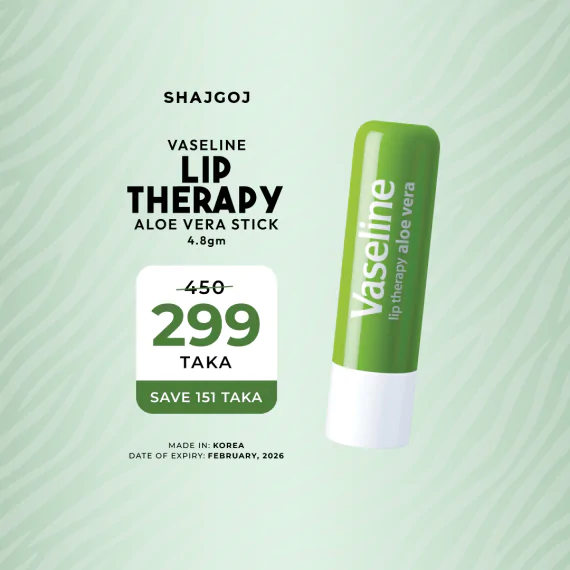 SHAJGOJ
VASELINE
LIP
THERAPY
ALOE VERA STICK
4.8gm
450
299
TAKA
SAVE 151 TAKA
MADE IN: KOREA
DATE OF EXPIRY: FEBRUARY, 2026
Vaseline
lip therapy aloe vera